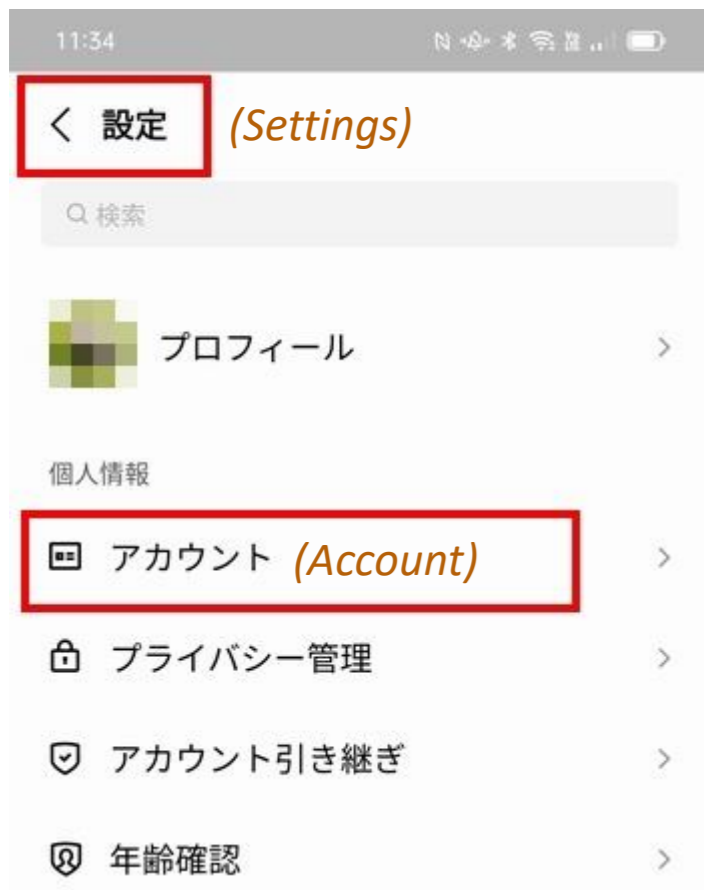 11:34
設定 (Settings)
検索
プロフィール
個人情報
アカウント (Account)
プライバシー管理
アカウント引き継ぎ
年齢確認